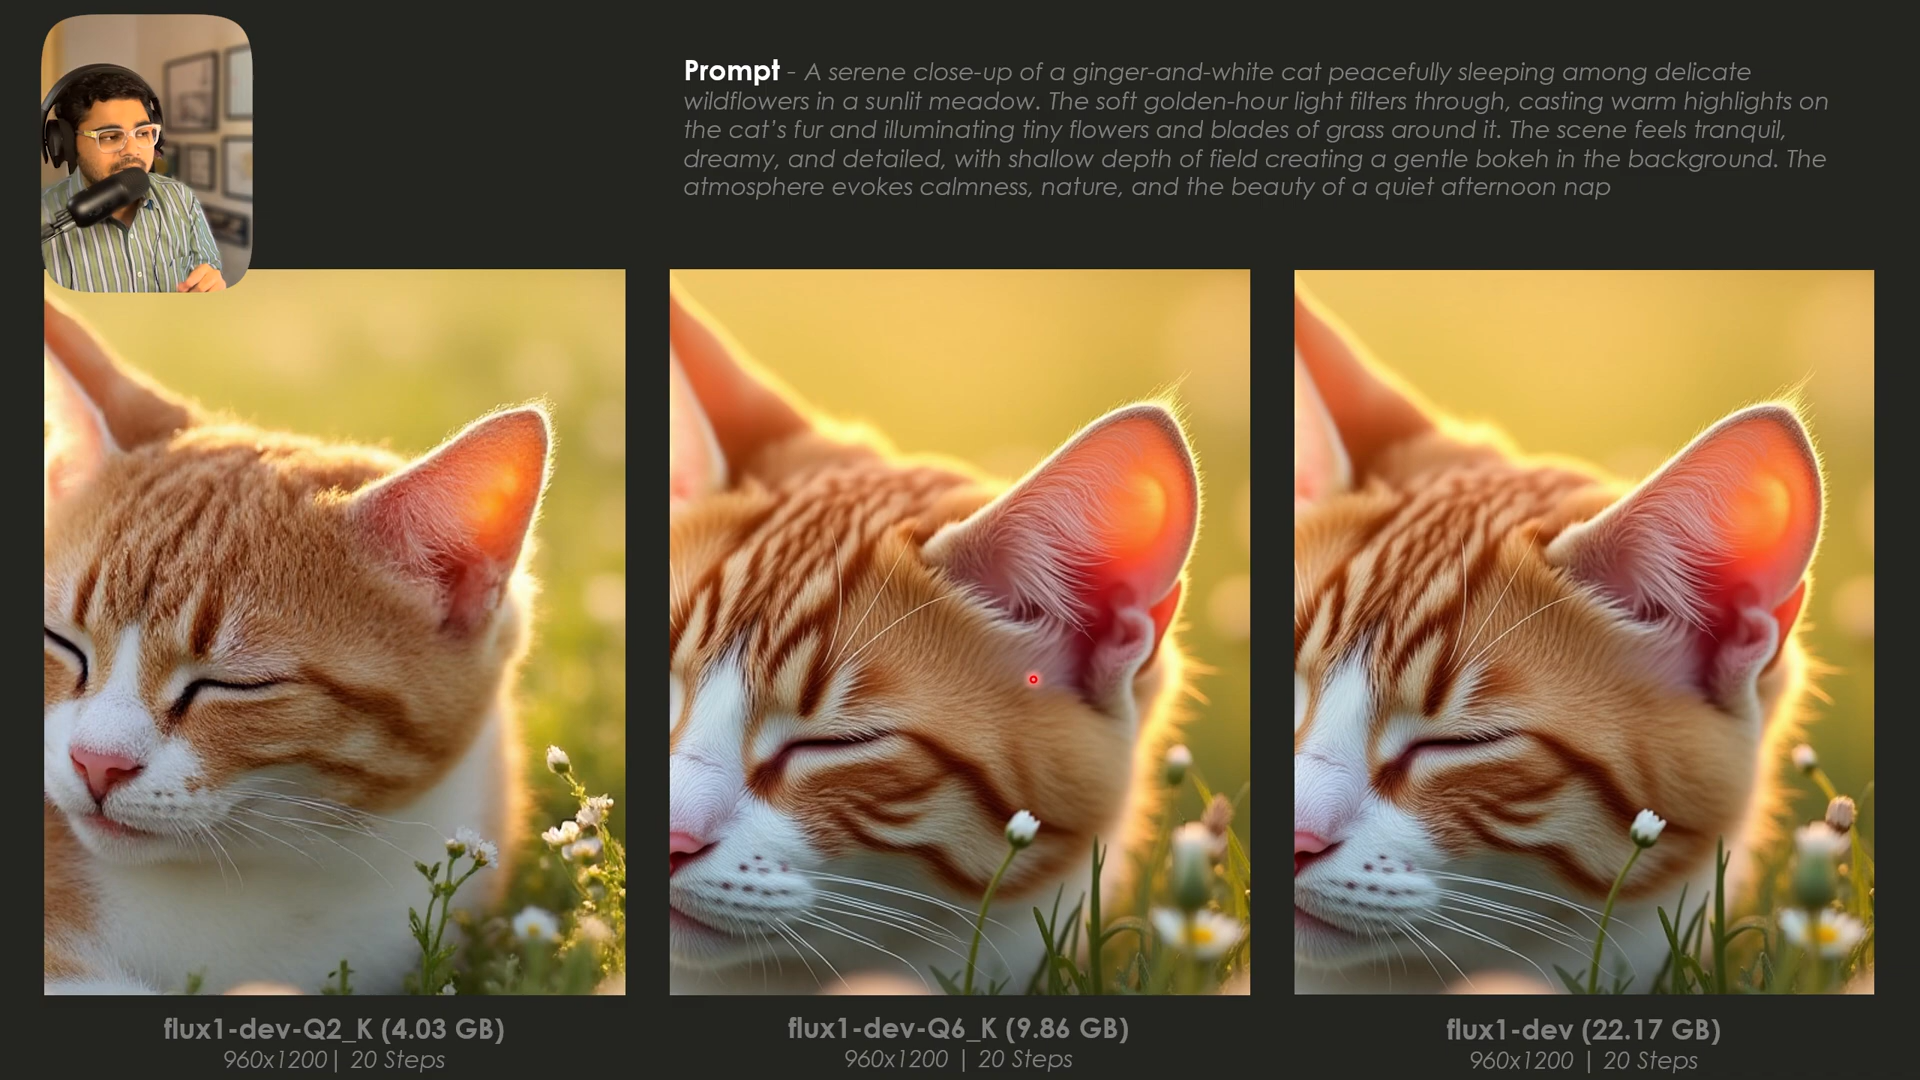 Prompt - A serene close-up of a ginger-and-white cat peacefully sleeping among delicate
wildflowers in a sunlit meadow. The soft golden-hour light filters through, casting warm highlights on
the cat's fur and illuminating tiny flowers and blades of grass around it. The scene feels tranquil,
dreamy, and detailed, with shallow depth of field creating a gentle bokeh in the background. The
atmosphere evokes calmness, nature, and the beauty of a quiet afternoon nap
flux1-dev-Q2_K (4.03 GB)
960x1200| 20 Steps
flux1-dev-Q6_K (9.86 GB)
960x1200 | 20 Steps
flux1-dev (22.17 GB)
960x1200 | 20 Steps